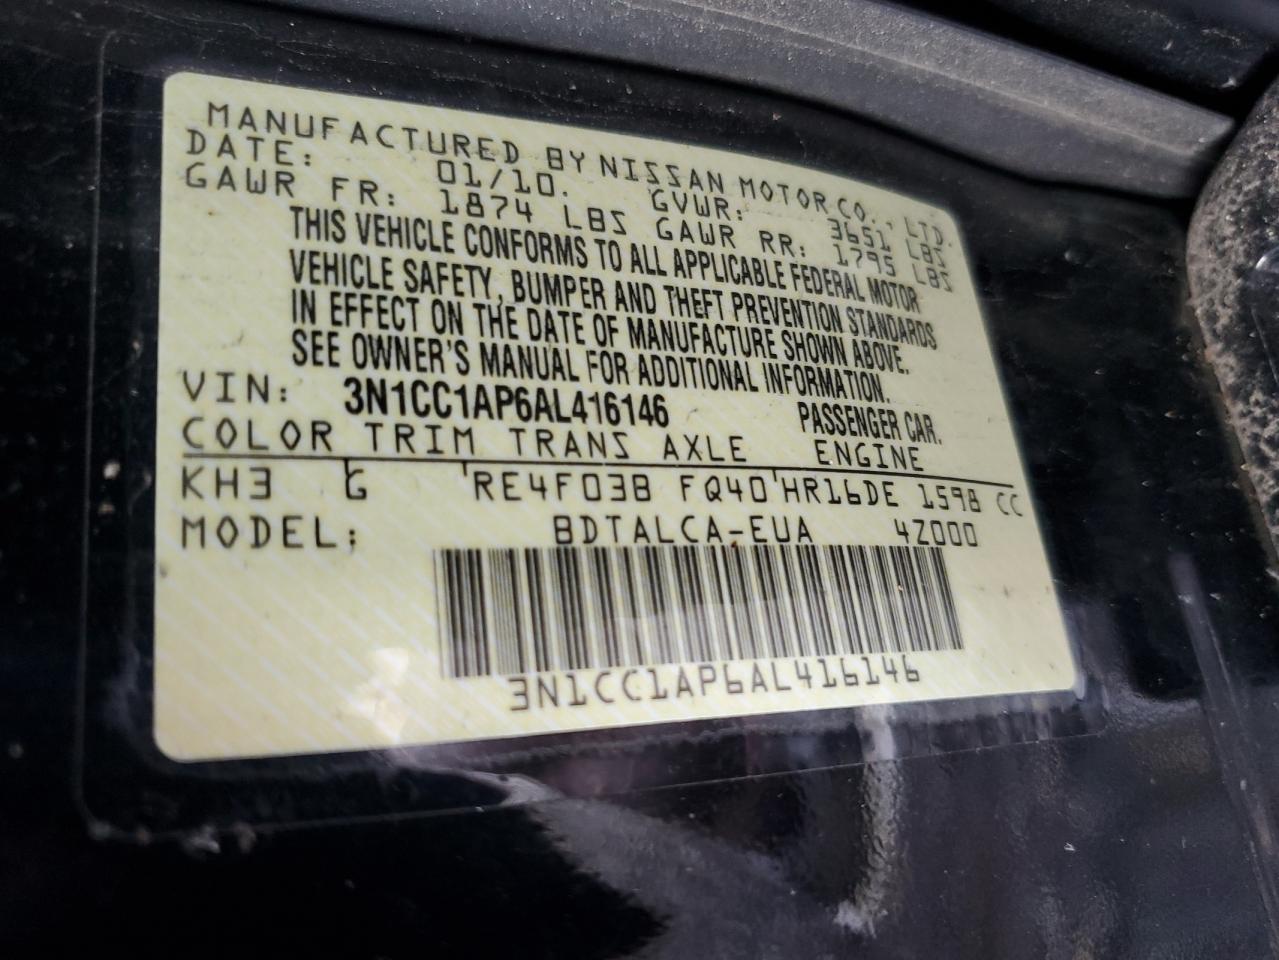 MANUFACTURED BY NISSAN MOTOR CO., LTD.
DATE: 01/10. GVWR: 3651 LBS
GAWR FR: 1874 LBS GAWR RR: 1795 LBS
THIS VEHICLE CONFORMS TO ALL APPLICABLE FEDERAL MOTOR
VEHICLE SAFETY, BUMPER AND THEFT PREVENTION STANDARDS
IN EFFECT ON THE DATE OF MANUFACTURE SHOWN ABOVE.
SEE OWNER'S MANUAL FOR ADDITIONAL INFORMATION.
VIN: 3N1CC1AP6AL416146 PASSENGER CAR.
COLOR TRIM TRANS AXLE ENGINE
KH3 G RE4F03B FQ40 HR16DE 1598 CC
MODEL: BDTALCA-EUA 4Z000
3N1CC1AP6AL416146